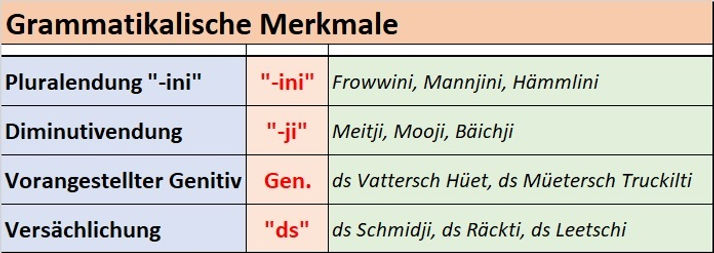 Grammatikalische Merkmale
Pluralendung "-ini" "-ini" Frowwini, Mannjini, Hämmlini
Diminutivendung "-ji" Meitji, Mooji, Bäichji
Vorangestellter Genitiv Gen. ds Vattersch Hüet, ds Müetersch Truckilti
Versächlichung "ds" ds Schmidji, ds Räckti, ds Leetschi